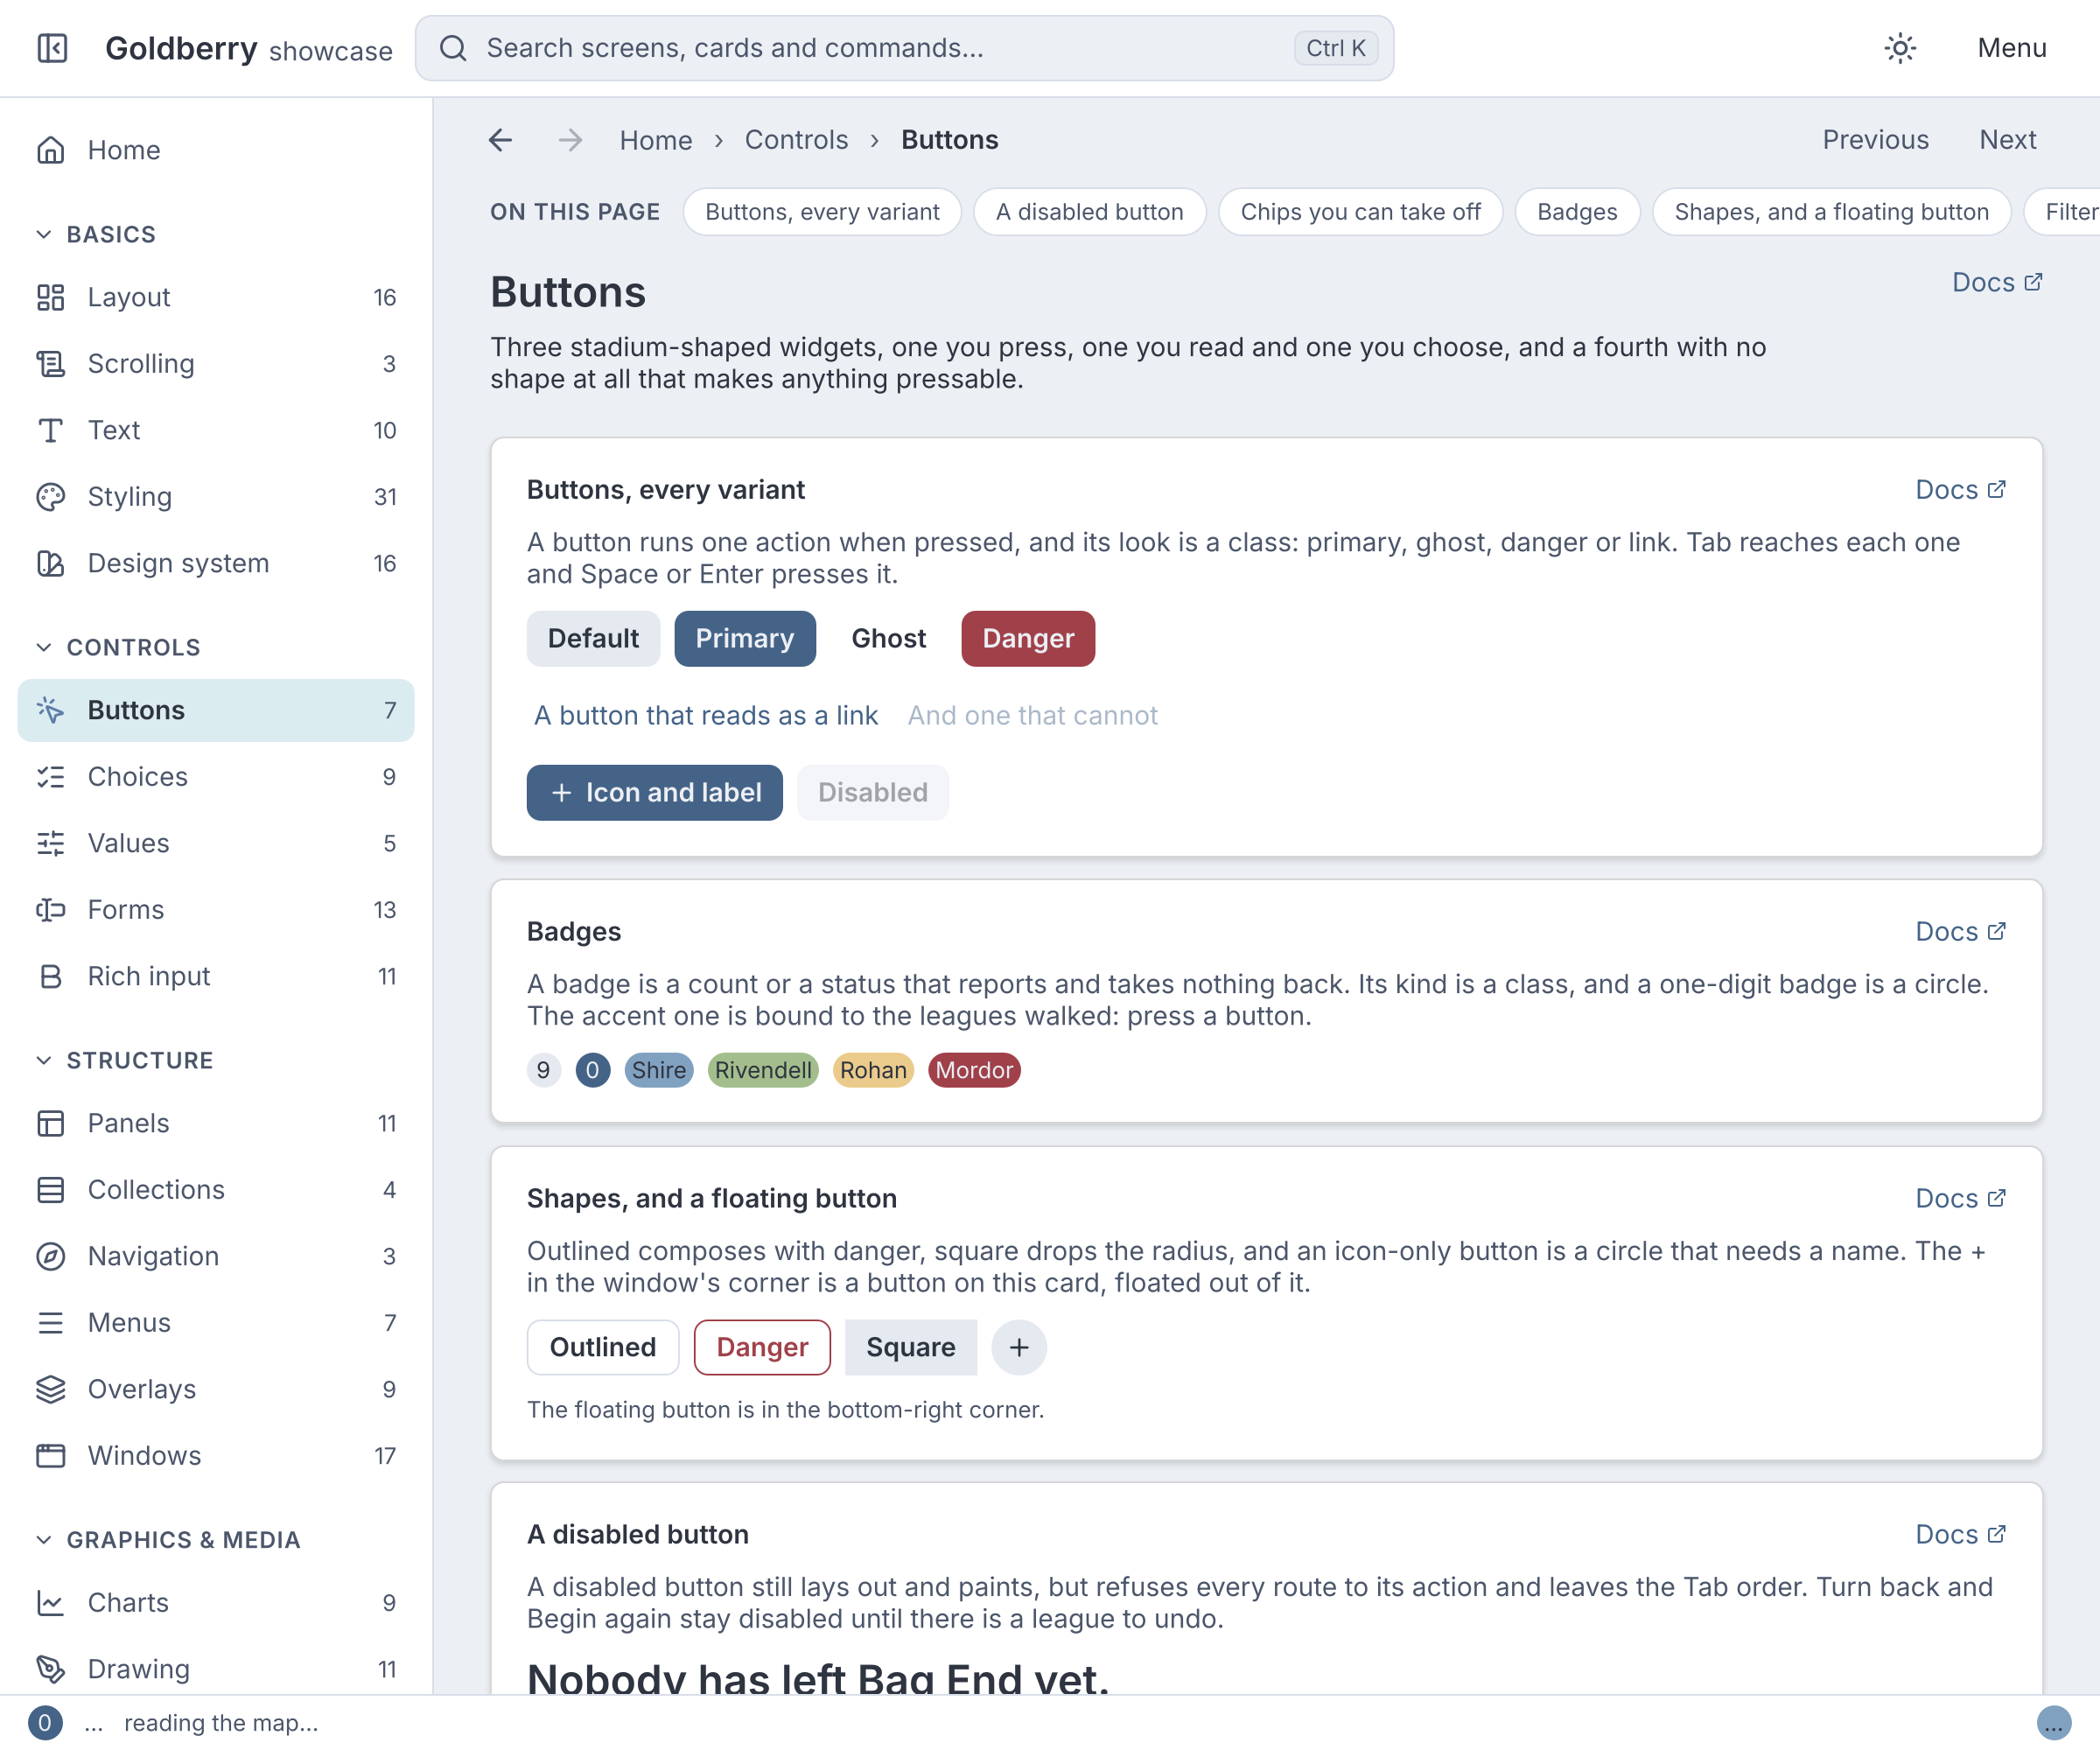 Goldberry showcase
Search screens, cards and commands...
Ctrl K
Menu
Home
BASICS
Layout 16
Scrolling 3
Text 10
Styling 31
Design system 16
CONTROLS
Buttons 7
Choices 9
Values 5
Forms 13
Rich input 11
STRUCTURE
Panels 11
Collections 4
Navigation 3
Menus 7
Overlays 9
Windows 17
GRAPHICS & MEDIA
Charts 9
Drawing 11
Home › Controls › Buttons
Previous Next
ON THIS PAGE
Buttons, every variant
A disabled button
Chips you can take off
Badges
Shapes, and a floating button
Filter
Buttons
Docs
Three stadium-shaped widgets, one you press, one you read and one you choose, and a fourth with no
shape at all that makes anything pressable.
Buttons, every variant
Docs
A button runs one action when pressed, and its look is a class: primary, ghost, danger or link. Tab reaches each one
and Space or Enter presses it.
Default Primary Ghost Danger
A button that reads as a link And one that cannot
+ Icon and label Disabled
Badges
Docs
A badge is a count or a status that reports and takes nothing back. Its kind is a class, and a one-digit badge is a circle.
The accent one is bound to the leagues walked: press a button.
9 0 Shire Rivendell Rohan Mordor
Shapes, and a floating button
Docs
Outlined composes with danger, square drops the radius, and an icon-only button is a circle that needs a name. The +
in the window's corner is a button on this card, floated out of it.
Outlined Danger Square +
The floating button is in the bottom-right corner.
A disabled button
Docs
A disabled button still lays out and paints, but refuses every route to its action and leaves the Tab order. Turn back and
Begin again stay disabled until there is a league to undo.
Nobody has left Bag End yet.
0 ... reading the map...
...